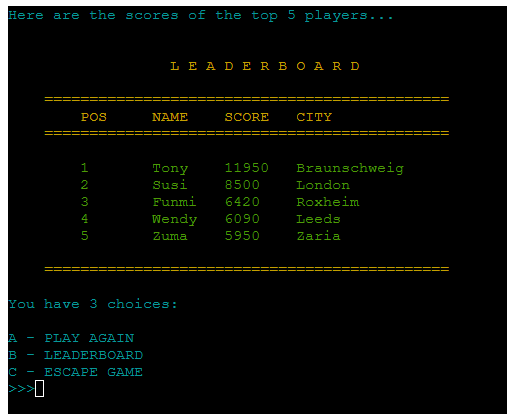 Here are the scores of the top 5 players...
L E A D E R B O A R D
=============================================
POS NAME SCORE CITY
=============================================
1 Tony 11950 Braunschweig
2 Susi 8500 London
3 Funmi 6420 Roxheim
4 Wendy 6090 Leeds
5 Zuma 5950 Zaria
=============================================
You have 3 choices:
A - PLAY AGAIN
B - LEADERBOARD
C - ESCAPE GAME
>>>